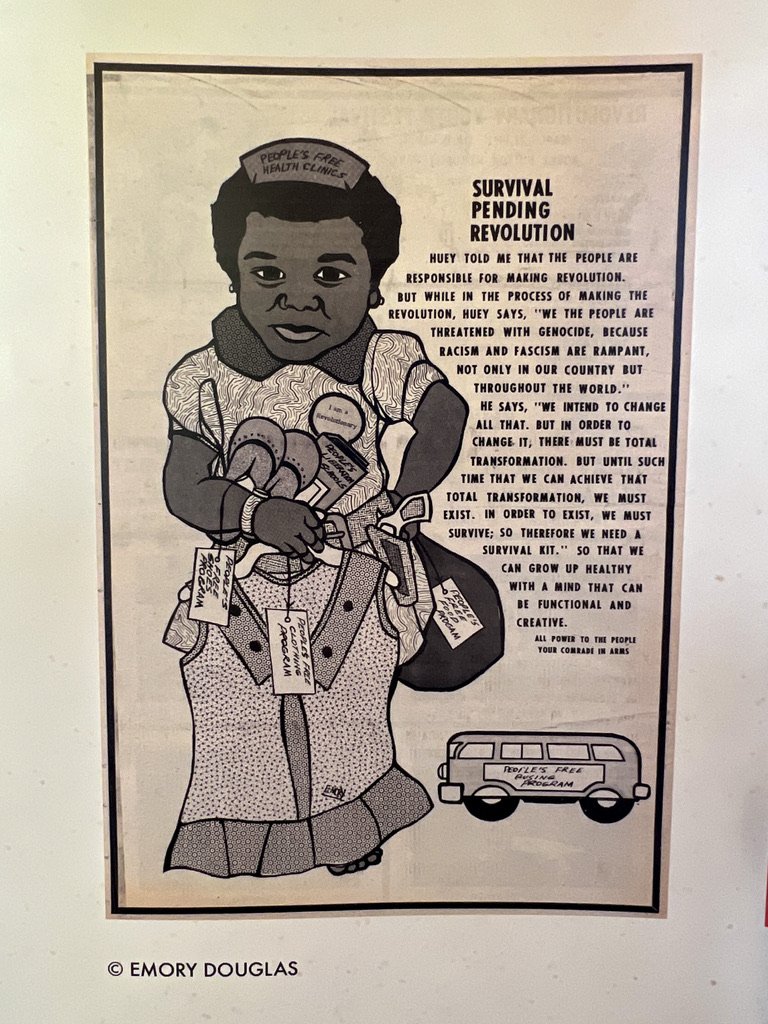 PEOPLE'S FREE
HEALTH CLINICS
SURVIVAL
PENDING
REVOLUTION
HUEY TOLD ME THAT THE PEOPLE ARE
RESPONSIBLE FOR MAKING REVOLUTION.
BUT WHILE IN THE PROCESS OF MAKING THE
REVOLUTION, HUEY SAYS, "WE THE PEOPLE ARE
THREATENED WITH GENOCIDE, BECAUSE
RACISM AND FASCISM ARE RAMPANT,
NOT ONLY IN OUR COUNTRY BUT
THROUGHOUT THE WORLD."
HE SAYS, "WE INTEND TO CHANGE
ALL THAT. BUT IN ORDER TO
CHANGE IT, THERE MUST BE TOTAL
TRANSFORMATION. BUT UNTIL SUCH
TIME THAT WE CAN ACHIEVE THAT
TOTAL TRANSFORMATION, WE MUST
EXIST. IN ORDER TO EXIST, WE MUST
SURVIVE; SO THEREFORE WE NEED A
SURVIVAL KIT." SO THAT WE
CAN GROW UP HEALTHY
WITH A MIND THAT CAN
BE FUNCTIONAL AND
CREATIVE.
ALL POWER TO THE PEOPLE
YOUR COMRADE IN ARMS
I am a
Revolutionary
PEOPLE'S
PEOPLE'S
FREE
SHOE
PROGRAM
PEOPLE'S FREE
CLOTHING
PROGRAM
PEOPLE'S
FREE
FOOD
PROGRAM
PEOPLE'S FREE
BUSING
PROGRAM
EMORY
© EMORY DOUGLAS